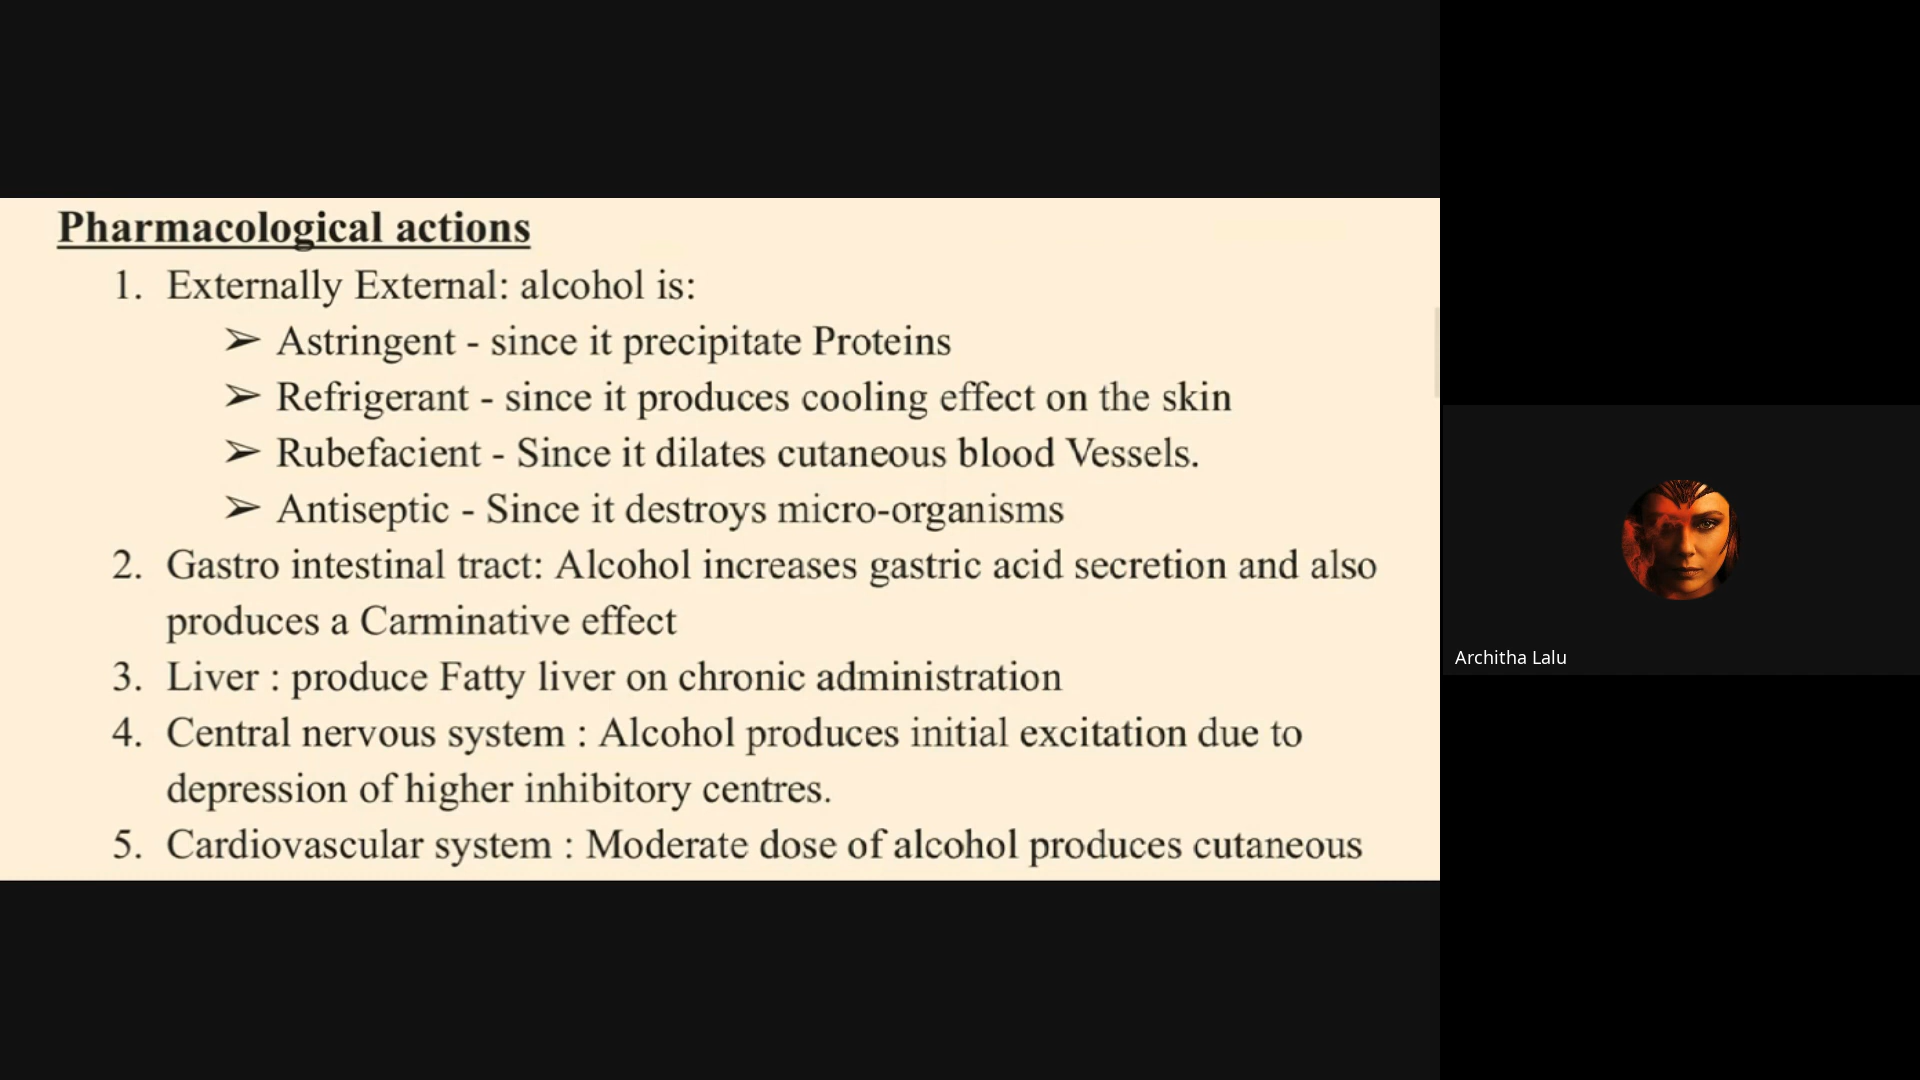 Pharmacological actions
1. Externally External: alcohol is:
➢ Astringent - since it precipitate Proteins
➢ Refrigerant - since it produces cooling effect on the skin
➢ Rubefacient - Since it dilates cutaneous blood Vessels.
➢ Antiseptic - Since it destroys micro-organisms
2. Gastro intestinal tract: Alcohol increases gastric acid secretion and also
produces a Carminative effect
3. Liver : produce Fatty liver on chronic administration
4. Central nervous system : Alcohol produces initial excitation due to
depression of higher inhibitory centres.
5. Cardiovascular system : Moderate dose of alcohol produces cutaneous
Architha Lalu